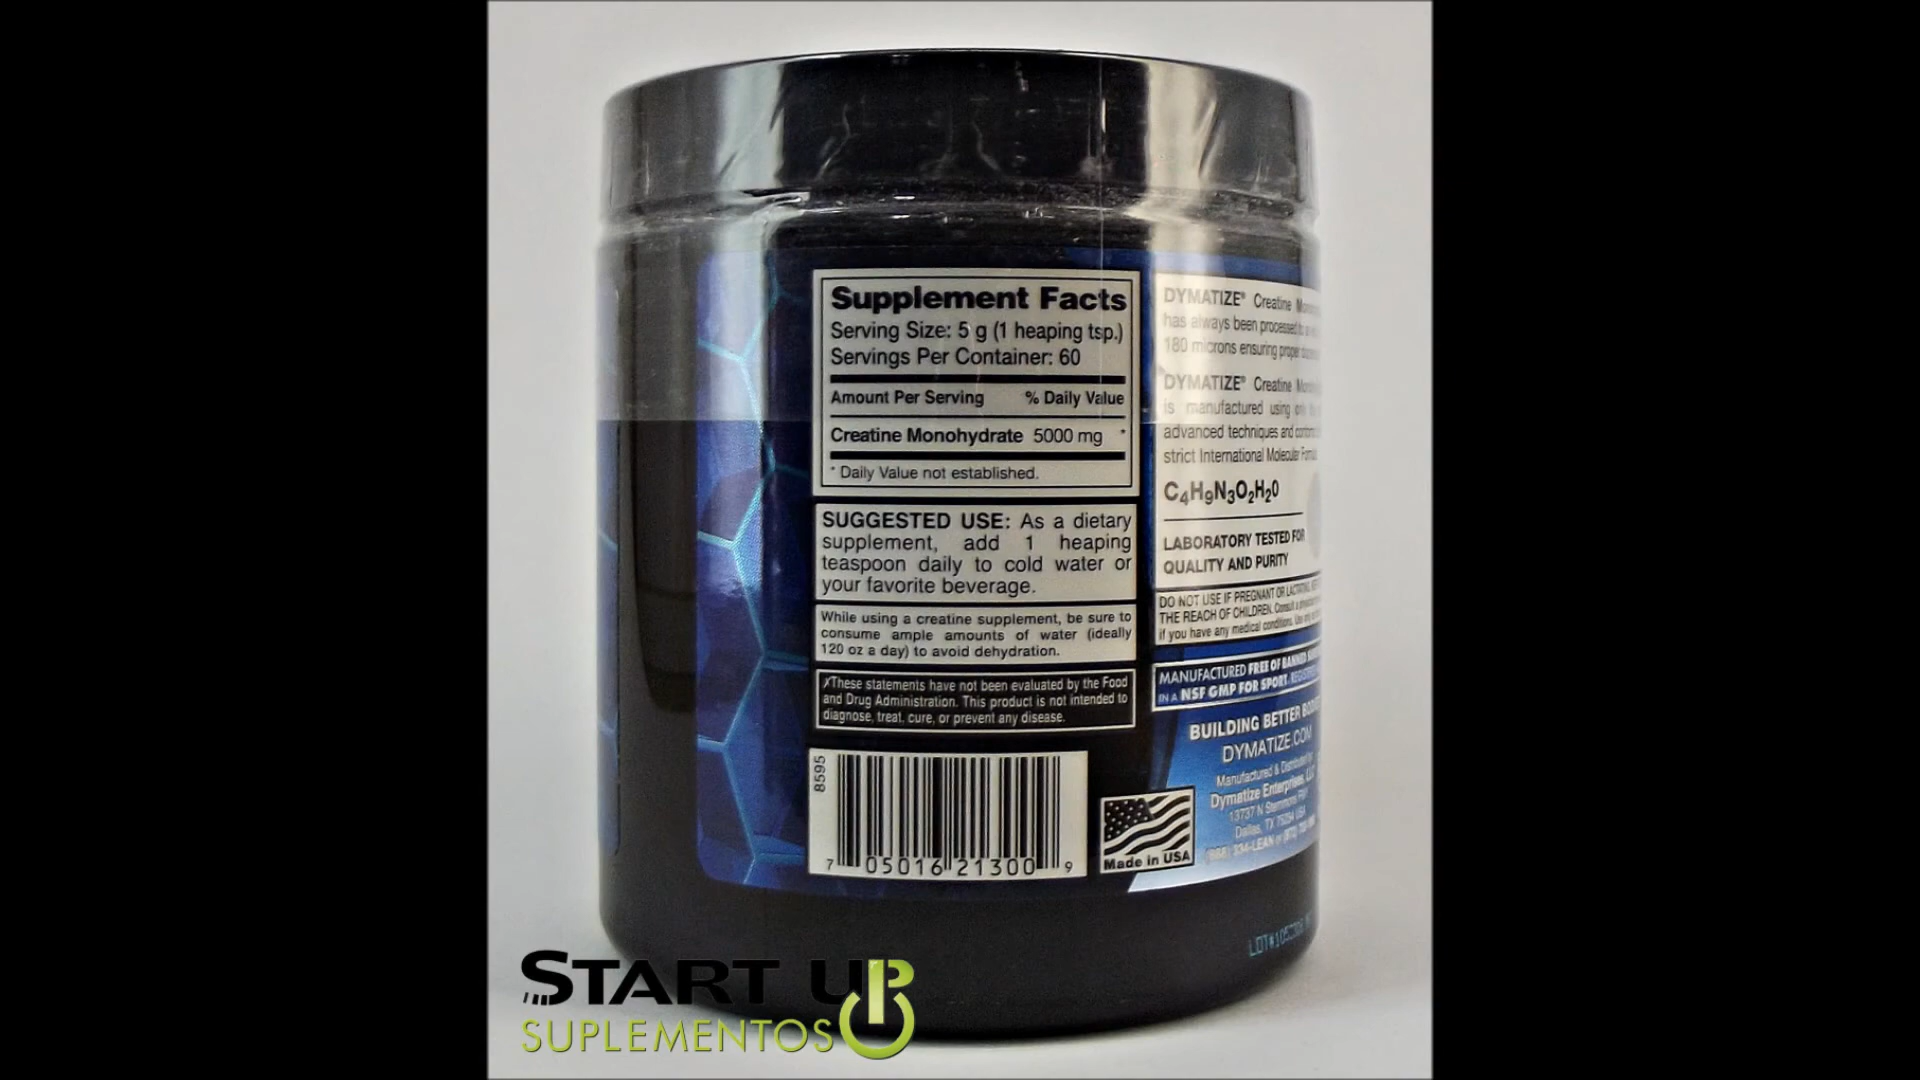 Supplement Facts
Serving Size: 5 g (1 heaping tsp.)
Servings Per Container: 60
Amount Per Serving % Daily Value
Creatine Monohydrate 5000 mg *
* Daily Value not established.
SUGGESTED USE: As a dietary
supplement, add 1 heaping
teaspoon daily to cold water or
your favorite beverage.
While using a creatine supplement, be sure to
consume ample amounts of water (ideally
120 oz a day) to avoid dehydration.
These statements have not been evaluated by the Food
and Drug Administration. This product is not intended to
diagnose, treat, cure, or prevent any disease.
8595
7 05016 21300 9
Made in USA
DYMATIZE® Creatine
has always been processed
180 microns ensuring proper
DYMATIZE® Creatine
is manufactured using
advanced techniques and
strict International Molecular
C4H9N3O2H2O
LABORATORY TESTED FOR
QUALITY AND PURITY
DO NOT USE IF PREGNANT OR
THE REACH OF CHILDREN. Consult a
if you have any medical conditions.
MANUFACTURED FREE OF BANNED
IN A NSF GMP FOR SPORT
BUILDING BETTER
DYMATIZE.COM
Manufactured &
Dymatize Enterprises, LLC
13737 N Stemmons
Dallas, TX USA
START UP
SUPLEMENTOS